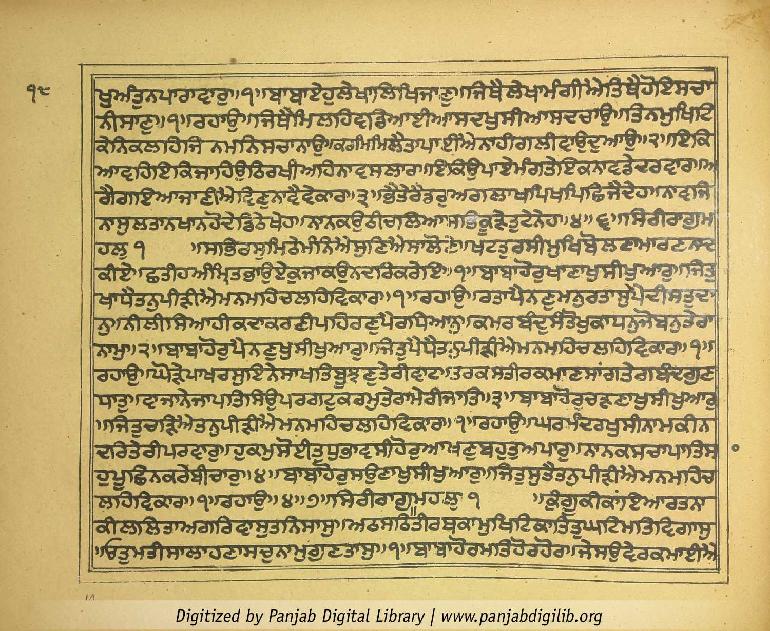 ੧੮
ਖੁਅੰਤੁਨਪਾਰਾਵਾਰੁ॥੧॥ਬਾਬਾਏਹੁਲੇਖਾਲਿਖਿਜਾਣੁ॥ਜਿਥੈਲੇਖਾਮੰਗੀਐਤਿਥੈਹੋਇਸਚਾ
ਨੀਸਾਣੁ॥੧॥ਰਹਾਉ॥ਜਿਥੈਮਿਲਹਿਵਡਿਆਈਆਸਦਖੁਸੀਆਸਦਚਾਉ॥ਤਿਨਮੁਖਿਟਿ
ਕੇਨਿਕਲਹਿਜਿ ਨਮਨਿਸਚਾਨਾਉ॥ਕਰਮਿਮਿਲੈਤਾਪਾਈਐਨਾਹੀਗਲੀਵਾਉਦੁਆਉ॥੨॥ਇਕਿ
ਆਵਹਿਇਕਿਜਾਹਿਉਠਿਰਖੀਅਹਿਨਾਵਸਲਾਰ॥ਇਕਿਉਪਾਏਮੰਗਤੇਇਕਨਾਵਡੇਦਰਵਾਰ॥ਅ
ਗੈਗਇਆਜਾਣੀਐਵਿਣੁਨਾਵੈਵੇਕਾਰ॥੩॥ਭੈਤੇਰੈਡਰੁਅਗਲਾਖਪਿਖਪਿਛਿਜੈਦੇਹ॥ਨਾਵਜਿ
ਨਾਸੁਲਤਾਨਖਾਨਹੋਦੇਡਿਠੇਖੇਹ॥ਨਾਨਕਉਠੀਚਲਿਆਸਭਿਕੂੜੇਤੁਟੇਨੇਹ॥੪॥੬॥ਸਿਰੀਰਾਗੁਮ
ਹਲੁ ੧ ॥ਸਭਿਰਸਮਿਠੇਮੰਨਿਐਸੁਣਿਐਸਾਲੋਣੇ॥ਖਟਤੁਰਸੀਮੁਖਿਬੋਲਣਾਮਾਰਣਨਾਦ
ਕੀਏ॥ਛਤੀਹਅੰਮ੍ਰਿਤਭਾਉਏਕੁਜਾਕਉਨਦਰਿਕਰੇਇ॥੧॥ਬਾਬਾਹੋਰੁਖਾਣਾਖੁਸੀਖੁਆਰੁ॥ਜਿਤੁ
ਖਾਧੈਤਨੁਪੀੜੀਐਮਨਮਹਿਚਲਹਿਵਿਕਾਰ॥੧॥ਰਹਾਉ॥ਰਤਾਪੈਨਣੁਮਨੁਰਤਾਸੁਪੇਦੀਸਤੁਦਾ
ਨੁ॥ਨੀਲੀਸਿਆਹੀਕਦਾਕਰਣੀਪਹਿਰਣੁਪੈਰਧਿਆਨੁ॥ਕਮਰਬੰਦੁਸੰਤੋਖਕਾਧਨੁਜੋਬਨੁਤੇਰਾ
ਨਾਮੁ॥੨॥ਬਾਬਾਹੋਰੁਪੈਨਣੁਖੁਸੀਖੁਆਰੁ॥ਜਿਤੁਪੈਧੈਤਨੁਪੀੜੀਐਮਨਮਹਿਚਲਹਿਵਿਕਾਰ॥੧॥
ਰਹਾਉ॥ਘੋੜੇਪਾਖਰਸੁਇਨੇਸਾਖਤਿਬੂਝਣੁਤੇਰੀਵਾਟ॥ਤਰਕਸਤੀਰਕਮਾਣਸਾਂਗਤੇਗਬੰਦਗੁਣ
ਧਾਤੁ॥ਵਾਜਾਨੇਜਾਪਤਿਸਿਉਪਰਗਟੁਕਰਮੁਤੇਰਾਮੇਰੀਜਾਤਿ॥੩॥ਬਾਬਾਹੋਰੁਚੜਣਾਖੁਸੀਖੁਆਰੁ
॥ਜਿਤੁਚੜਿਐਤਨੁਪੀੜੀਐਮਨਮਹਿਚਲਹਿਵਿਕਾਰ॥੧॥ਰਹਾਉ॥ਘਰਮੰਦਰਖੁਸੀਨਾਮਕੀਨ
ਦਰਿਤੇਰੀਪਰਵਾਰੁ॥ਹੁਕਮੁਸੋਈਤੁਧੁਭਾਵਸੀਹੋਰੁਆਖਣੁਬਹੁਤੁਅਪਾਰੁ॥ਨਾਨਕਸਚਾਪਾਤਿਸ
ਹੁਪੂਛਿਨਕਰੇਬੀਚਾਰੁ॥੪॥ਬਾਬਾਹੋਰੁਸਉਣਾਖੁਸੀਖੁਆਰੁ॥ਜਿਤੁਸੁਤੈਤਨੁਪੀੜੀਐਮਨਮਹਿਚ
ਲਹਿਵਿਕਾਰ॥੧॥ਰਹਾਉ॥੪॥੭॥ਸਿਰੀਰਾਗੁਮਹਲੁ ੧ ॥ਕੁੰਗੂਕੀਕਾਂਇਆਰਤਨਾ
ਕੀਲਲਿਤਾਅਗਰਿਵਾਸੁਤਨਿਸਾਸੁ॥ਅਠਸਠਿਤੀਰਥਕਾਮੁਖਿਟਿਕਾਤਿਤੁਘਟਿਮਤਿਵਿਗਾਸੁ
॥ਓਤੁਮਤੀਸਾਲਾਹਣਾਸਚੁਨਾਮੁਗੁਣਤਾਸੁ॥੧॥ਬਾਬਾਹੋਰਮਤਿਹੋਰਹੋਰ॥ਜੇਸਉਵੇਰਕਮਾਈਐ
Digitized by Panjab Digital Library | www.panjabdigilib.org